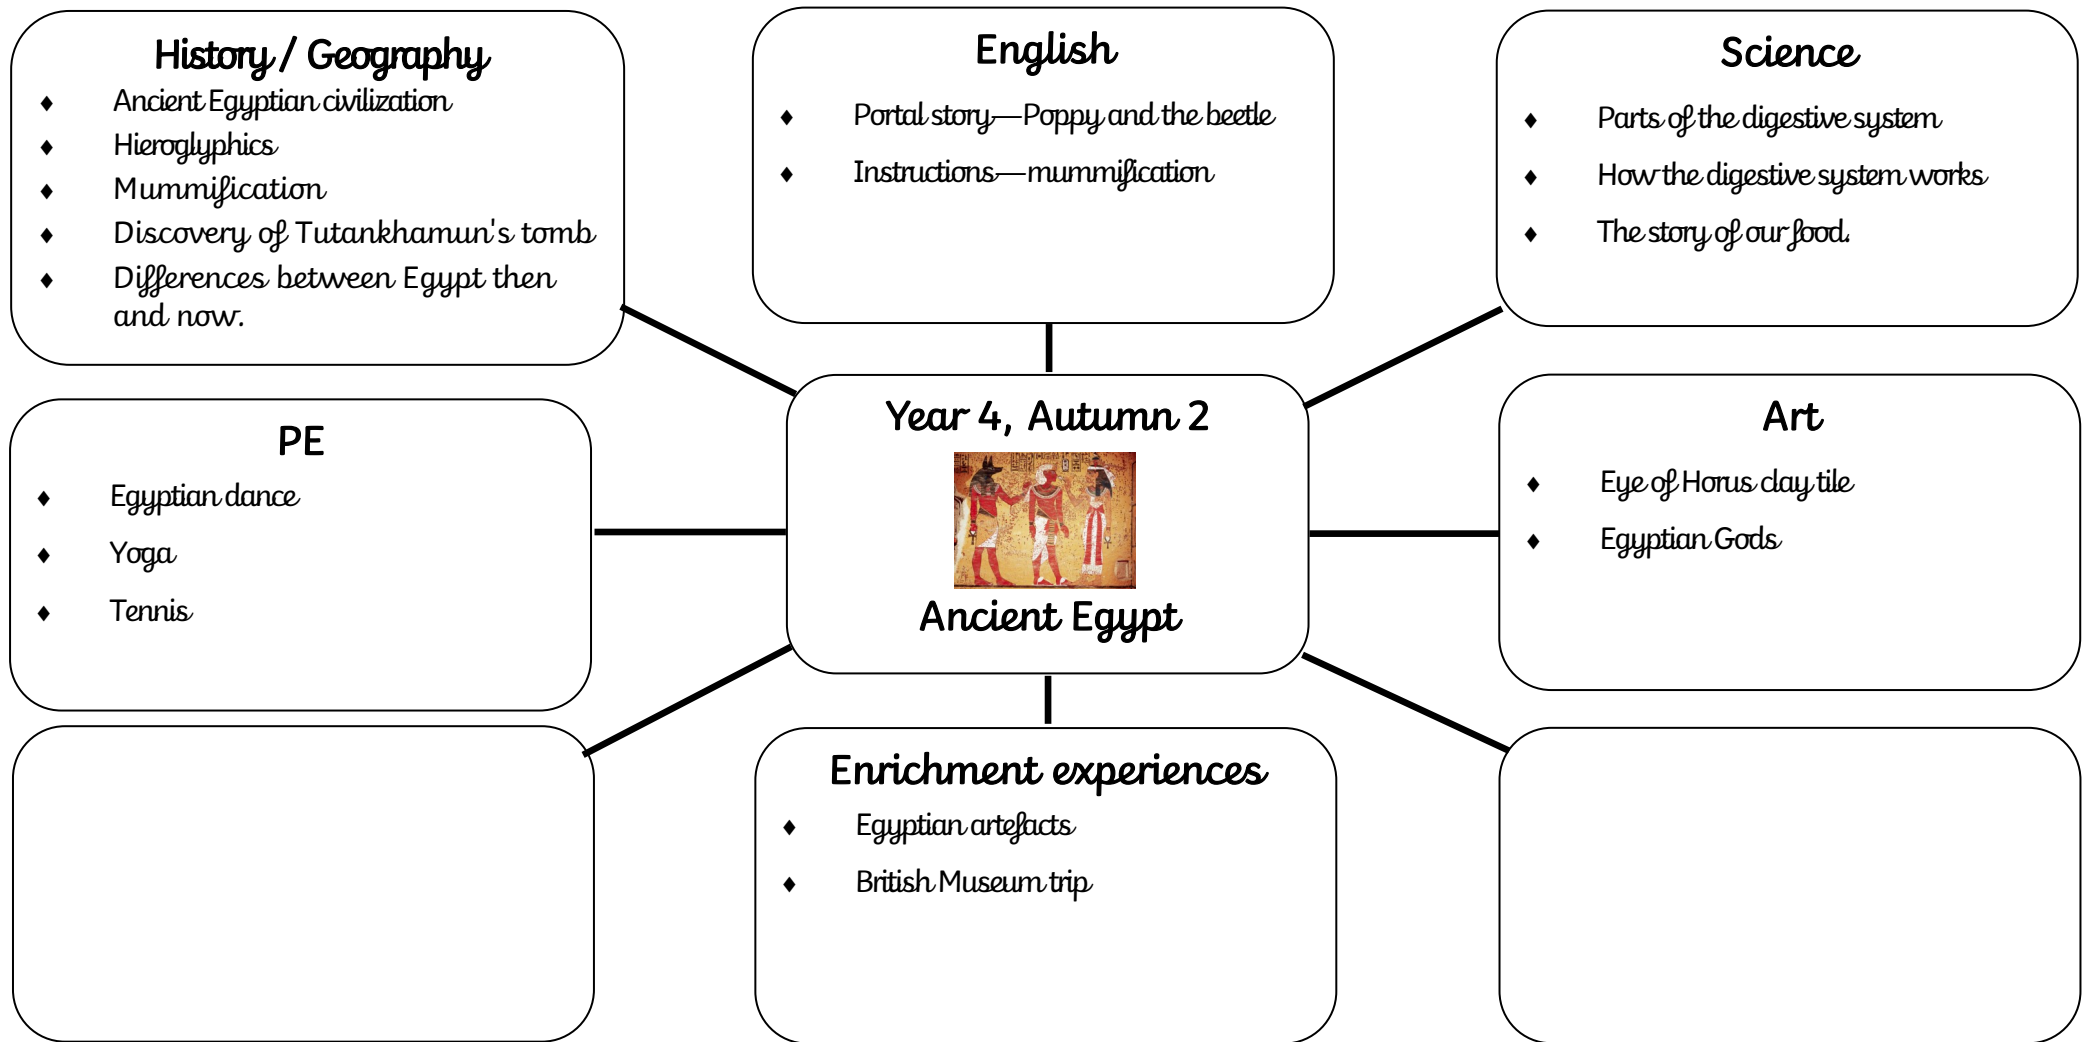 History / Geography
♦ Ancient Egyptian civilization
♦ Hieroglyphics
♦ Mummification
♦ Discovery of Tutankhamun's tomb
♦ Differences between Egypt then
and now.
English
♦ Portal story—Poppy and the beetle
♦ Instructions—mummification
Science
♦ Parts of the digestive system
♦ How the digestive system works
♦ The story of our food.
PE
♦ Egyptian dance
♦ Yoga
♦ Tennis
Year 4, Autumn 2
Ancient Egypt
Art
♦ Eye of Horus clay tile
♦ Egyptian Gods
Enrichment experiences
♦ Egyptian artefacts
♦ British Museum trip